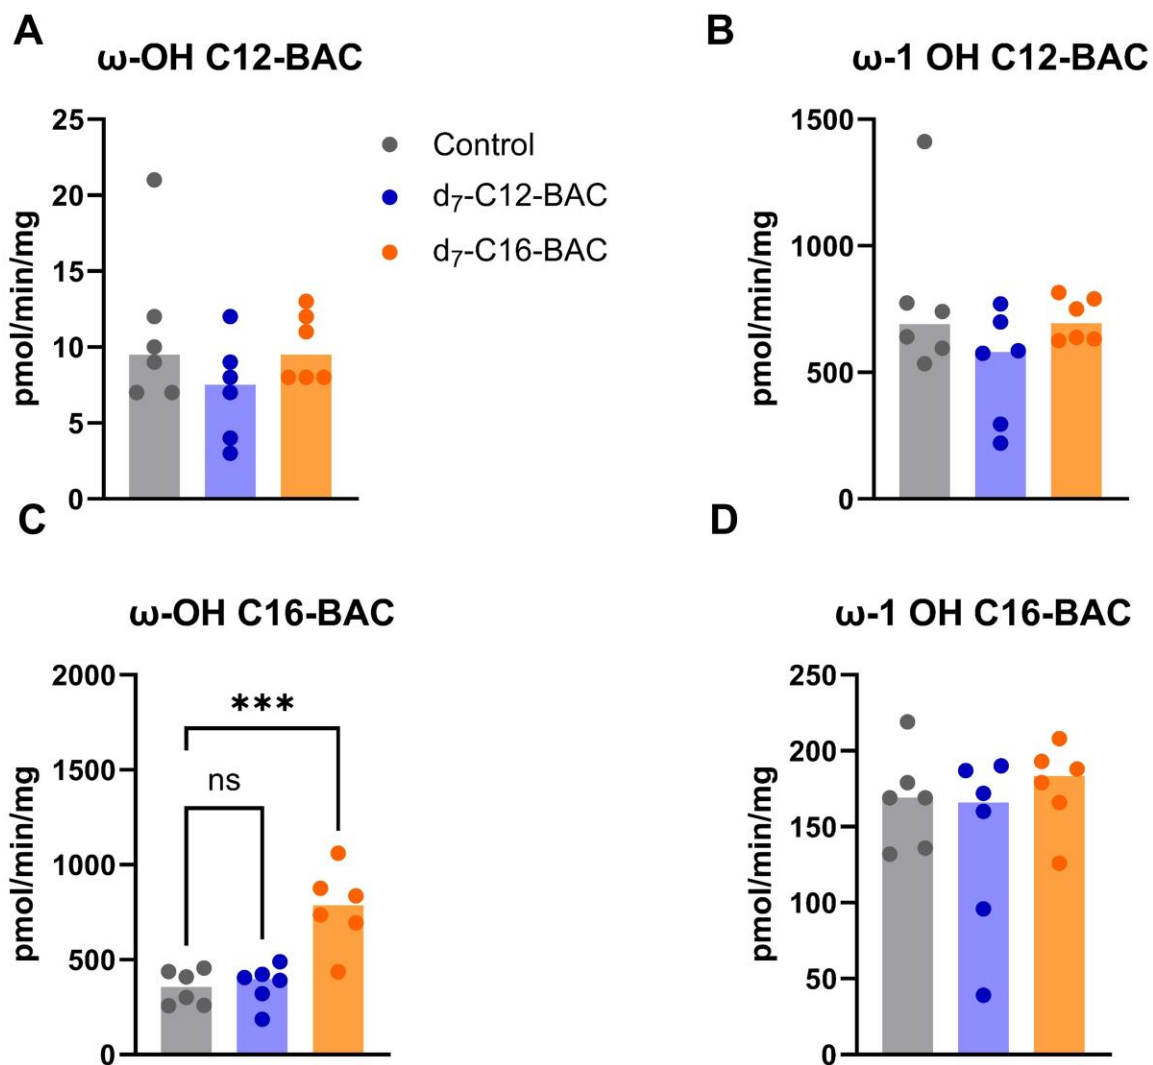 A
ω-OH C12-BAC
pmol/min/mg
25
20
15
10
5
0
Control
d₇-C12-BAC
d₇-C16-BAC
B
ω-1 OH C12-BAC
pmol/min/mg
1500
1000
500
0
C
ω-OH C16-BAC
pmol/min/mg
2000
1500
1000
500
0
***
ns
D
ω-1 OH C16-BAC
pmol/min/mg
250
200
150
100
50
0